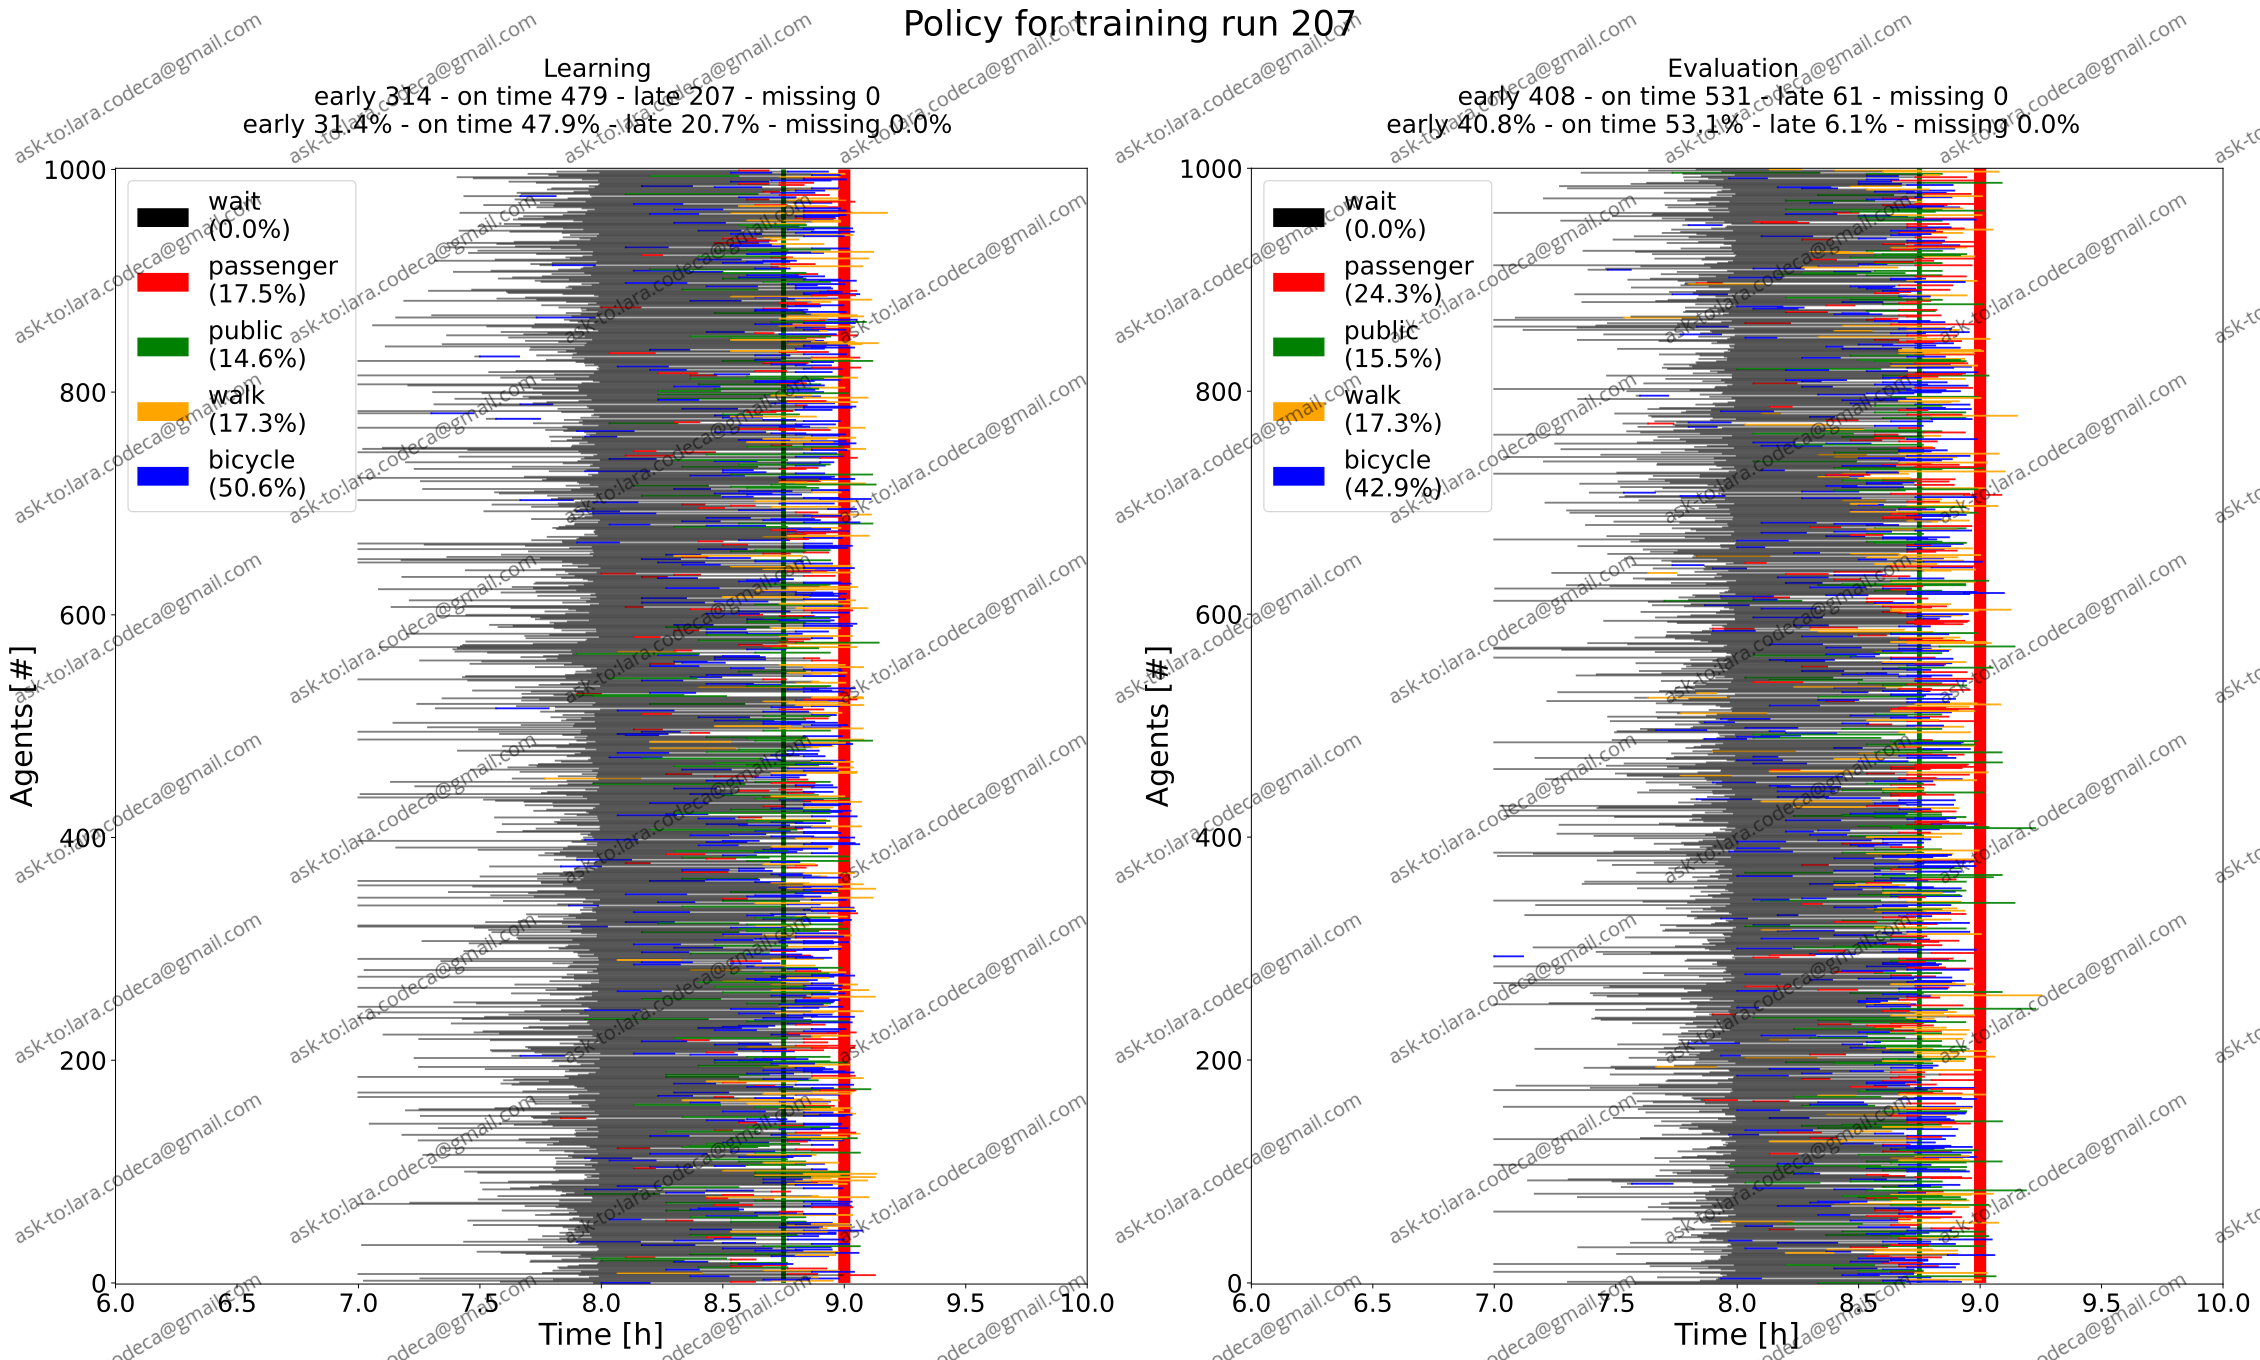 Policy for training run 207
Learning
early 314 - on time 479 - late 207 - missing 0
early 31.4% - on time 47.9% - late 20.7% - missing 0.0%
wait
(0.0%)
passenger
(17.5%)
public
(14.6%)
walk
(17.3%)
bicycle
(50.6%)
1000
800
600
400
200
0
Agents [#]
6.0 6.5 7.0 7.5 8.0 8.5 9.0 9.5 10.0
Time [h]
Evaluation
early 408 - on time 531 - late 61 - missing 0
early 40.8% - on time 53.1% - late 6.1% - missing 0.0%
wait
(0.0%)
passenger
(24.3%)
public
(15.5%)
walk
(17.3%)
bicycle
(42.9%)
1000
800
600
400
200
0
Agents [#]
6.0 6.5 7.0 7.5 8.0 8.5 9.0 9.5 10.0
Time [h]
ask-to:lara.codeca@gmail.com